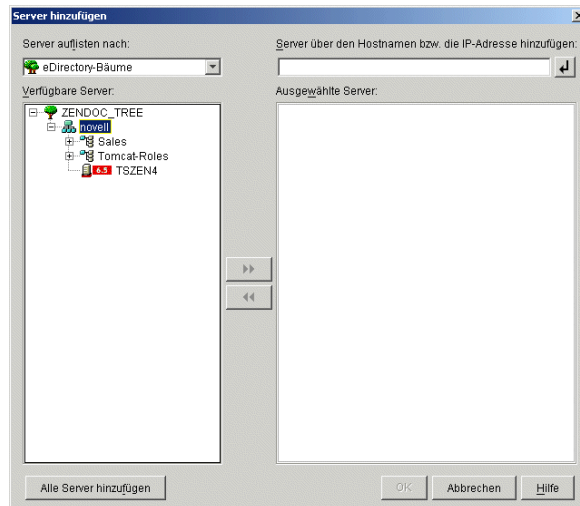 Server hinzufügen
Server auflisten nach:
Server über den Hostnamen bzw. die IP-Adresse hinzufügen:
eDirectory-Bäume
Verfügbare Server:
Ausgewählte Server:
ZENDOC_TREE
novell
Sales
Tomcat-Roles
6.5 TSZEN4
Alle Server hinzufügen
OK
Abbrechen
Hilfe